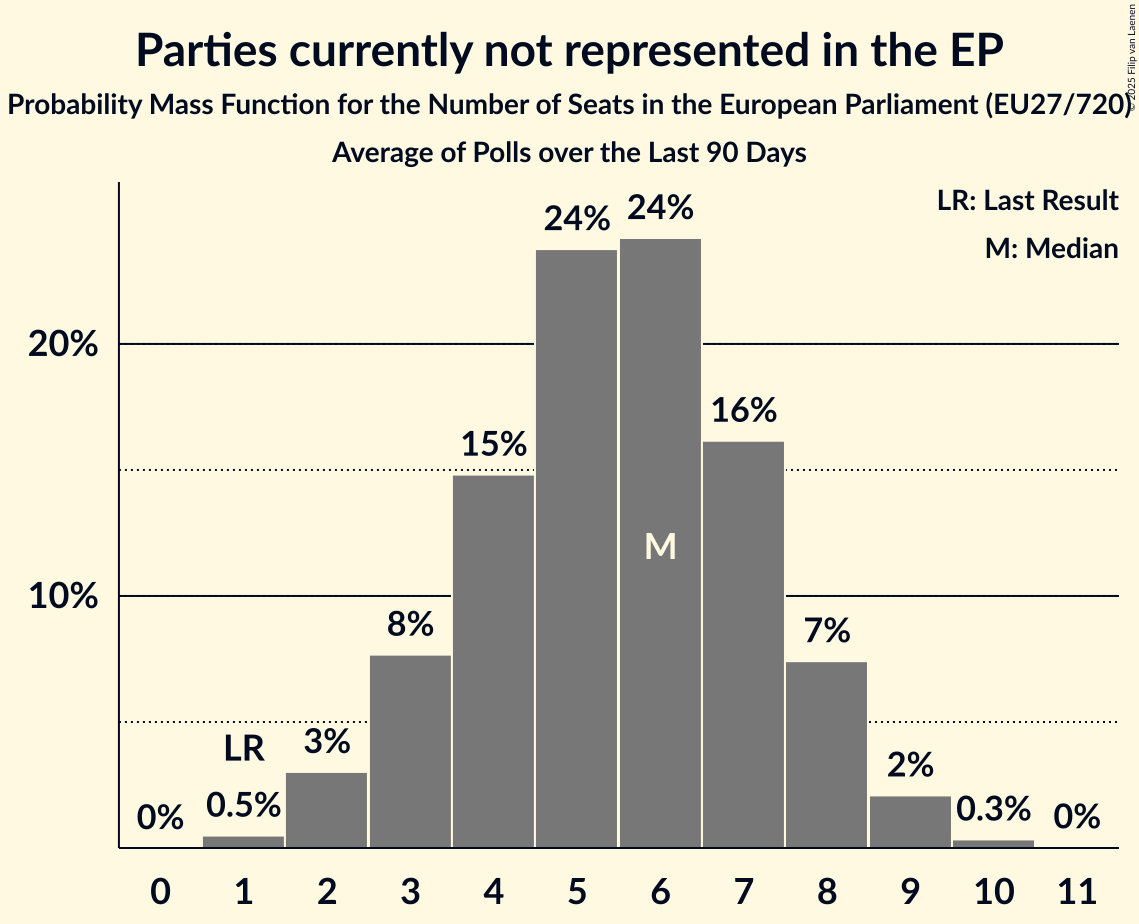 Parties currently not represented in the EP
Probability Mass Function for the Number of Seats in the European Parliament (EU27/720)
Average of Polls over the Last 90 Days
© 2025 Filip van Laenen
LR: Last Result
M: Median
24% 24%
20%
16%
15%
M
10%
8% 7%
LR 3%
2%
0% 0.5% 0.3% 0%
0 1 2 3 4 5 6 7 8 9 10 11